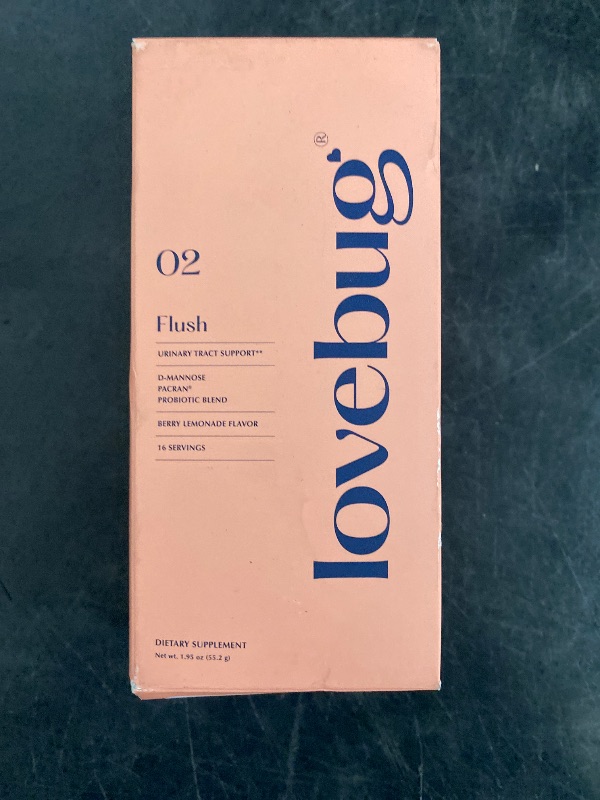 lovebug®
02
Flush
URINARY TRACT SUPPORT**
D-MANNOSE
PACRAN®
PROBIOTIC BLEND
BERRY LEMONADE FLAVOR
16 SERVINGS
DIETARY SUPPLEMENT
Net wt. 1.95 oz (55.2 g)